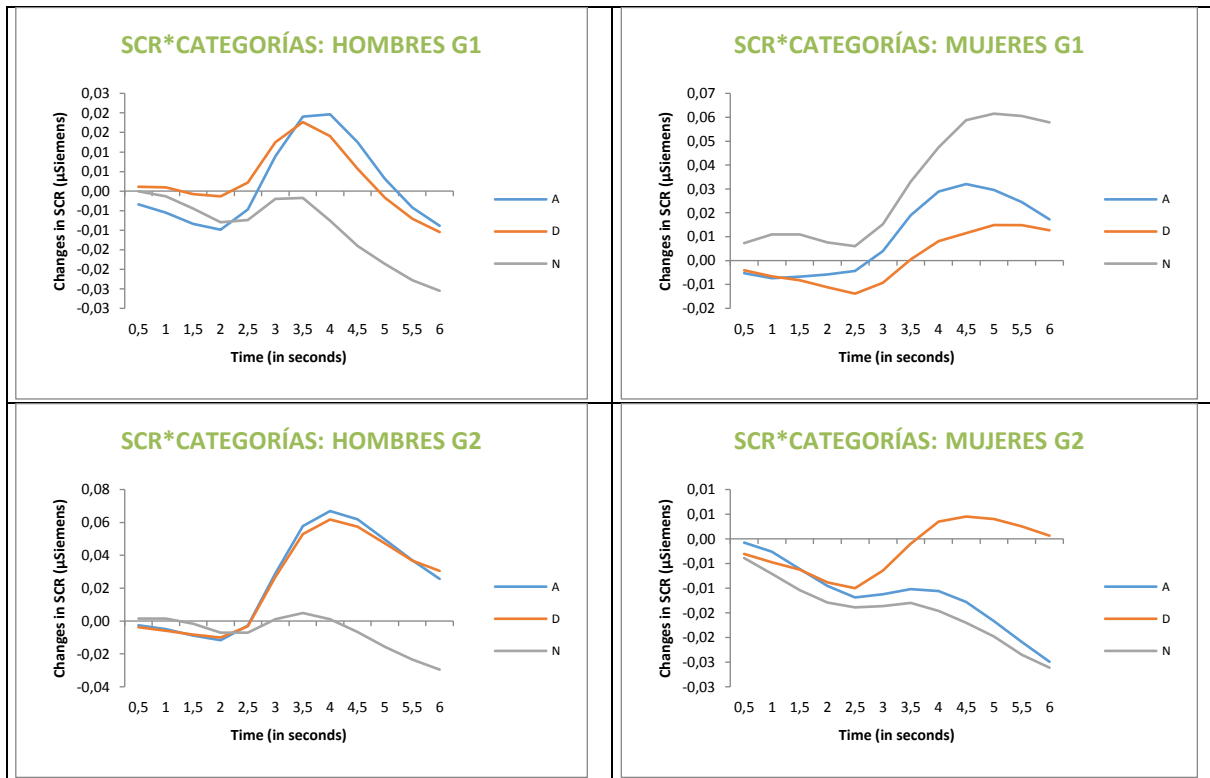 SCR*CATEGORÍAS: HOMBRES G1
Changes in SCR (µSiemens)
0,03
0,02
0,02
0,01
0,01
0,00
-0,01
-0,01
-0,02
-0,02
-0,03
-0,03
0,5 1 1,5 2 2,5 3 3,5 4 4,5 5 5,5 6
Time (in seconds)
A
D
N
SCR*CATEGORÍAS: MUJERES G1
Changes in SCR (µSiemens)
0,07
0,06
0,05
0,03
0,02
0,01
0,00
-0,01
-0,02
0,5 1 1,5 2 2,5 3 3,5 4 4,5 5 5,5 6
Time (in seconds)
A
D
N
SCR*CATEGORÍAS: HOMBRES G2
Changes in SCR (µSiemens)
0,08
0,06
0,04
0,02
0,00
-0,02
-0,04
0,5 1 1,5 2 2,5 3 3,5 4 4,5 5 5,5 6
Time (in seconds)
A
D
N
SCR*CATEGORÍAS: MUJERES G2
Changes in SCR (µSiemens)
0,01
0,01
0,00
-0,01
-0,01
-0,02
-0,02
-0,03
-0,03
0,5 1 1,5 2 2,5 3 3,5 4 4,5 5 5,5 6
Time (in seconds)
A
D
N